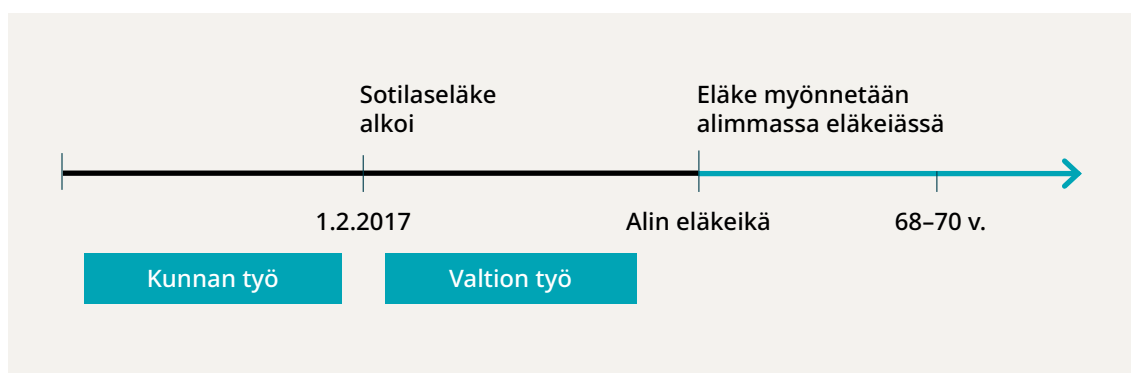 Sotilaseläke
alkoi
Eläke myönnetään
alimmassa eläkeiässä
1.2.2017
Alin eläkeikä
68–70 v.
Kunnan työ
Valtion työ